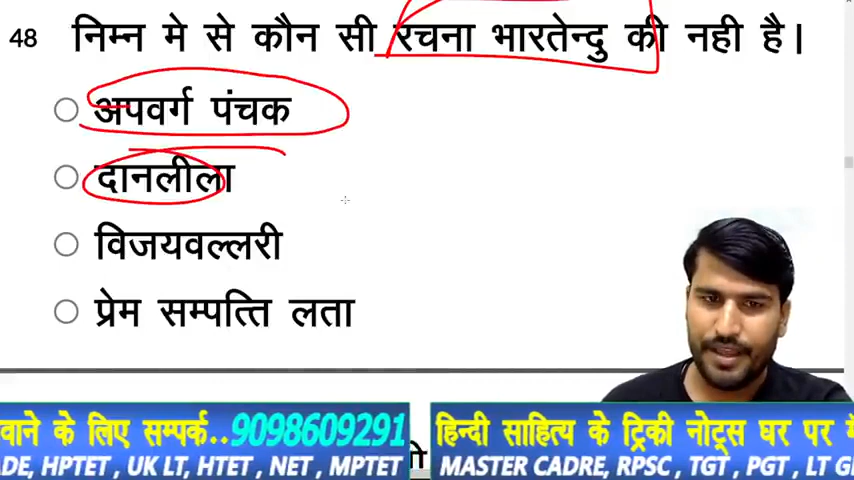 48 निम्न मे से कौन सी रचना भारतेन्दु की नही है।
अपवर्ग पंचक
दानलीला
विजयवल्लरी
प्रेम सम्पत्ति लता
वाने के लिए सम्पर्क..9098609291
हिन्दी साहित्य के ट्रिकी नोट्स घर पर
DE, HPTET , UK LT, HTET , NET , MPTET
MASTER CADRE, RPSC , TGT , PGT , LT G